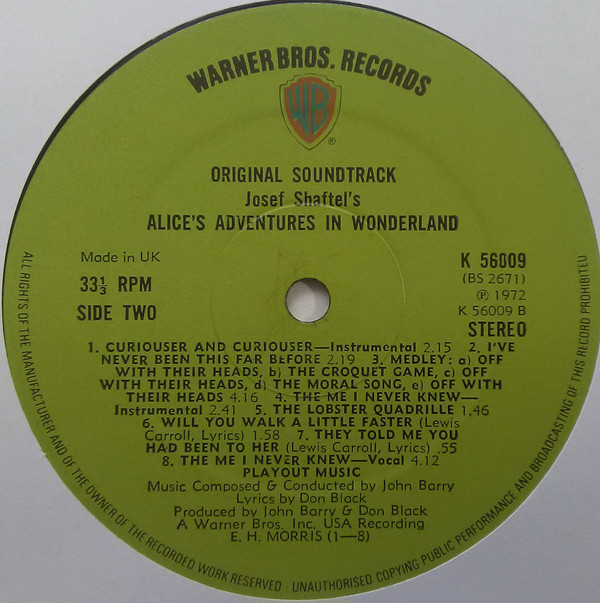 WARNER BROS. RECORDS
WB
®
ORIGINAL SOUNDTRACK
Josef Shaftel's
ALICE'S ADVENTURES IN WONDERLAND
Made in UK
33⅓ RPM
SIDE TWO
K 56009
(BS 2671)
℗ 1972
K 56009 B
STEREO
1. CURIOUSER AND CURIOUSER—Instrumental 2.15 2. I'VE
NEVER BEEN THIS FAR BEFORE 2.19 3. MEDLEY: a) OFF
WITH THEIR HEADS, b) THE CROQUET GAME, c) OFF
WITH THEIR HEADS, d) THE MORAL SONG, e) OFF WITH
THEIR HEADS 4.16 4. THE ME I NEVER KNEW—
Instrumental 2.41 5. THE LOBSTER QUADRILLE 1.46
6. WILL YOU WALK A LITTLE FASTER (Lewis
Carroll, Lyrics) 1.58 7. THEY TOLD ME YOU
HAD BEEN TO HER (Lewis Carroll, Lyrics) .55
8. THE ME I NEVER KNEW—Vocal 4.12
PLAYOUT MUSIC
Music Composed & Conducted by John Barry
Lyrics by Don Black
Produced by John Barry & Don Black
A Warner Bros. Inc. USA Recording
E. H. MORRIS (1—8)
ALL RIGHTS OF THE MANUFACTURER AND OF THE OWNER OF THE RECORDED WORK RESERVED · UNAUTHORISED COPYING PUBLIC PERFORMANCE AND BROADCASTING OF THIS RECORD PROHIBITED